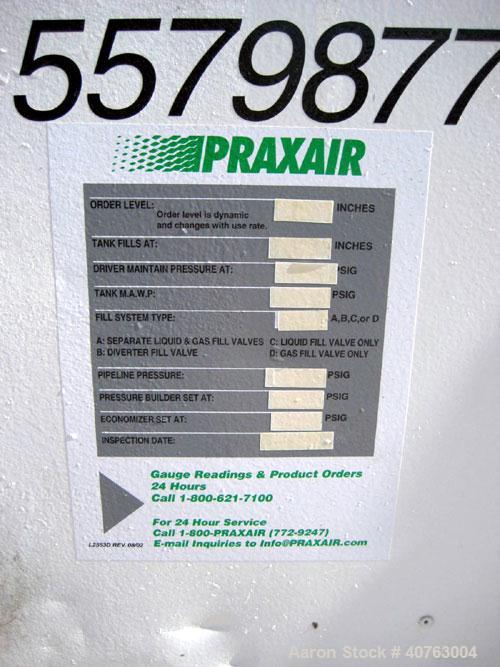 5579877
PRAXAIR
ORDER LEVEL: INCHES
Order level is dynamic
and changes with use rate.
TANK FILLS AT: INCHES
DRIVER MAINTAIN PRESSURE AT: PSIG
TANK M.A.W.P: PSIG
FILL SYSTEM TYPE: A,B,C,or D
A: SEPARATE LIQUID & GAS FILL VALVES C: LIQUID FILL VALVE ONLY
B: DIVERTER FILL VALVE D: GAS FILL VALVE ONLY
PIPELINE PRESSURE: PSIG
PRESSURE BUILDER SET AT: PSIG
ECONOMIZER SET AT: PSIG
INSPECTION DATE:
Gauge Readings & Product Orders
24 Hours
Call 1-800-621-7100
For 24 Hour Service
Call 1-800-PRAXAIR (772-9247)
L2553D REV. 08/02 E-mail Inquiries to Info@PRAXAIR.com
Aaron Stock # 40763004